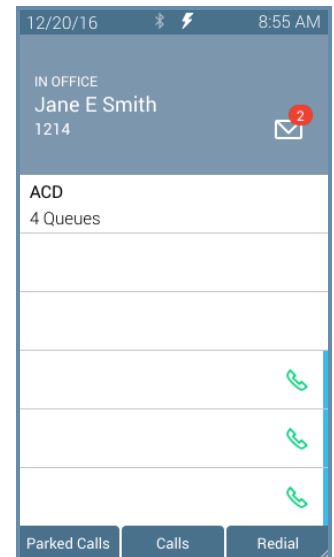 12/20/16 8:55 AM
IN OFFICE
Jane E Smith
1214
2
ACD
4 Queues
Parked Calls Calls Redial